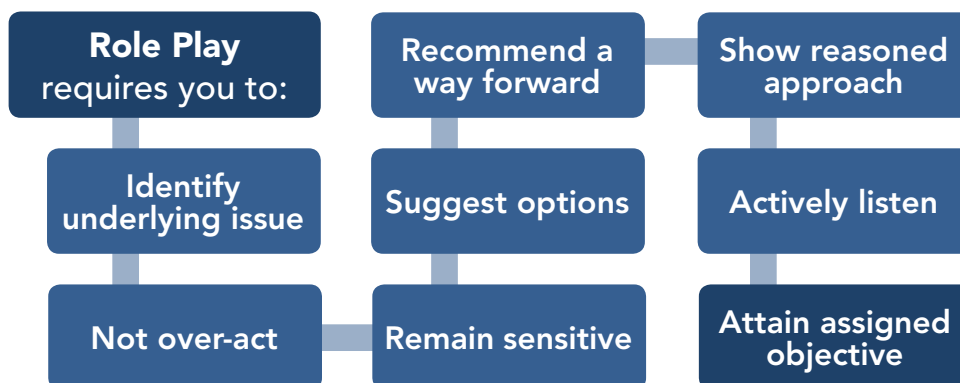 Role Play
requires you to:
Identify
underlying issue
Not over-act
Remain sensitive
Suggest options
Recommend a
way forward
Show reasoned
approach
Actively listen
Attain assigned
objective